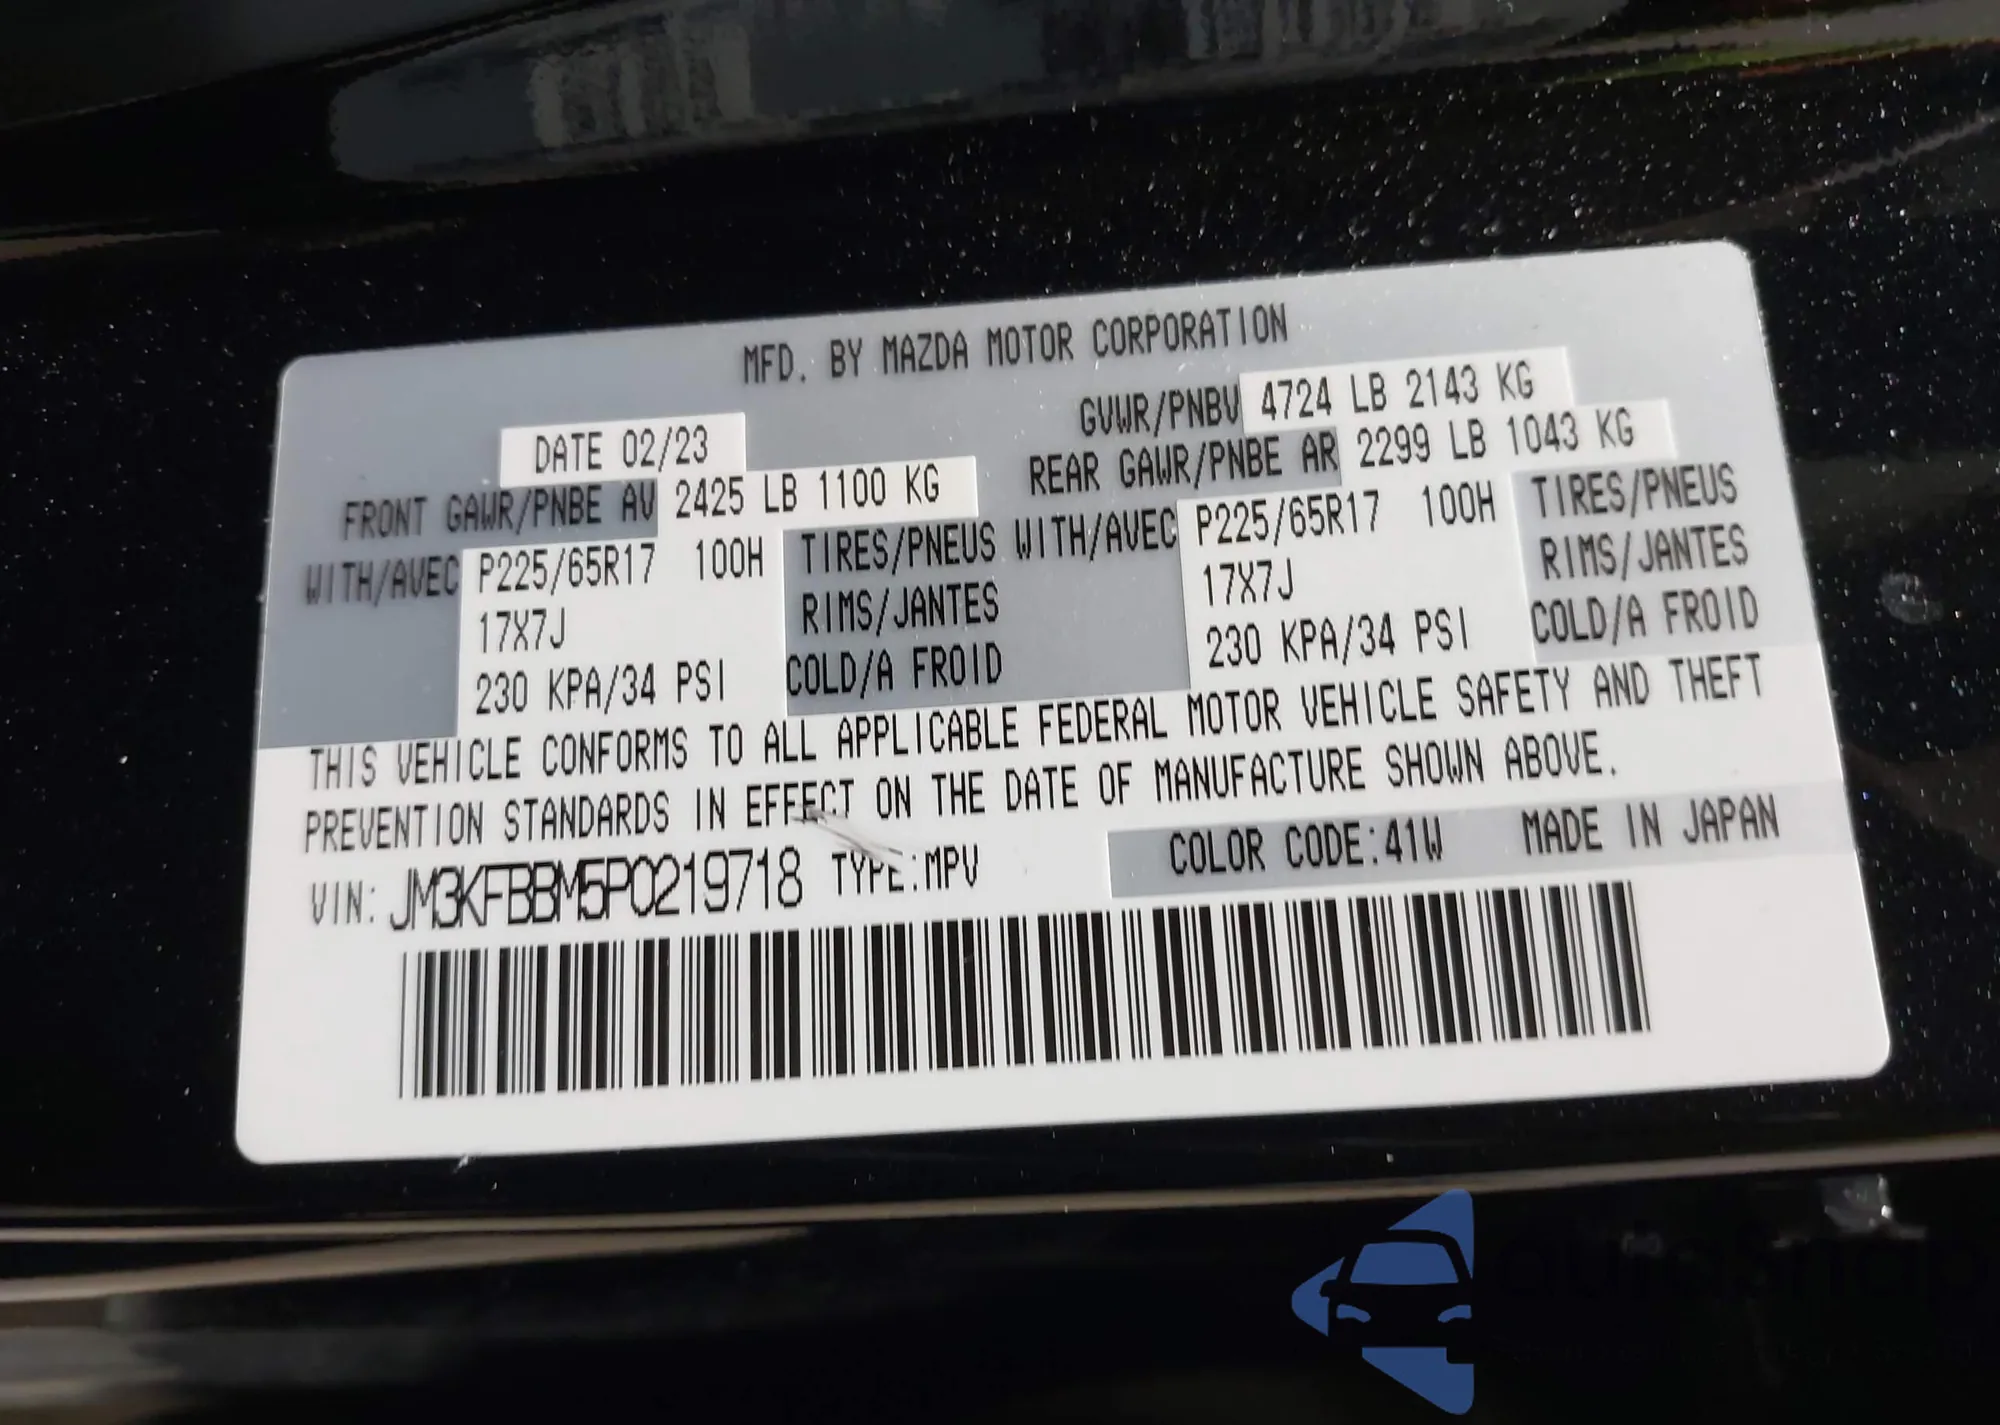 MFD. BY MAZDA MOTOR CORPORATION
GVWR/PNBV 4724 LB 2143 KG
DATE 02/23
REAR GAWR/PNBE AR 2299 LB 1043 KG
FRONT GAWR/PNBE AV 2425 LB 1100 KG
WITH/AVEC P225/65R17 100H TIRES/PNEUS WITH/AVEC P225/65R17 100H TIRES/PNEUS
17X7J RIMS/JANTES 17X7J RIMS/JANTES
230 KPA/34 PSI COLD/A FROID 230 KPA/34 PSI COLD/A FROID
THIS VEHICLE CONFORMS TO ALL APPLICABLE FEDERAL MOTOR VEHICLE SAFETY AND THEFT
PREVENTION STANDARDS IN EFFECT ON THE DATE OF MANUFACTURE SHOWN ABOVE.
VIN: JM3KFBBM5P0219718 TYPE:MPV COLOR CODE:41W MADE IN JAPAN